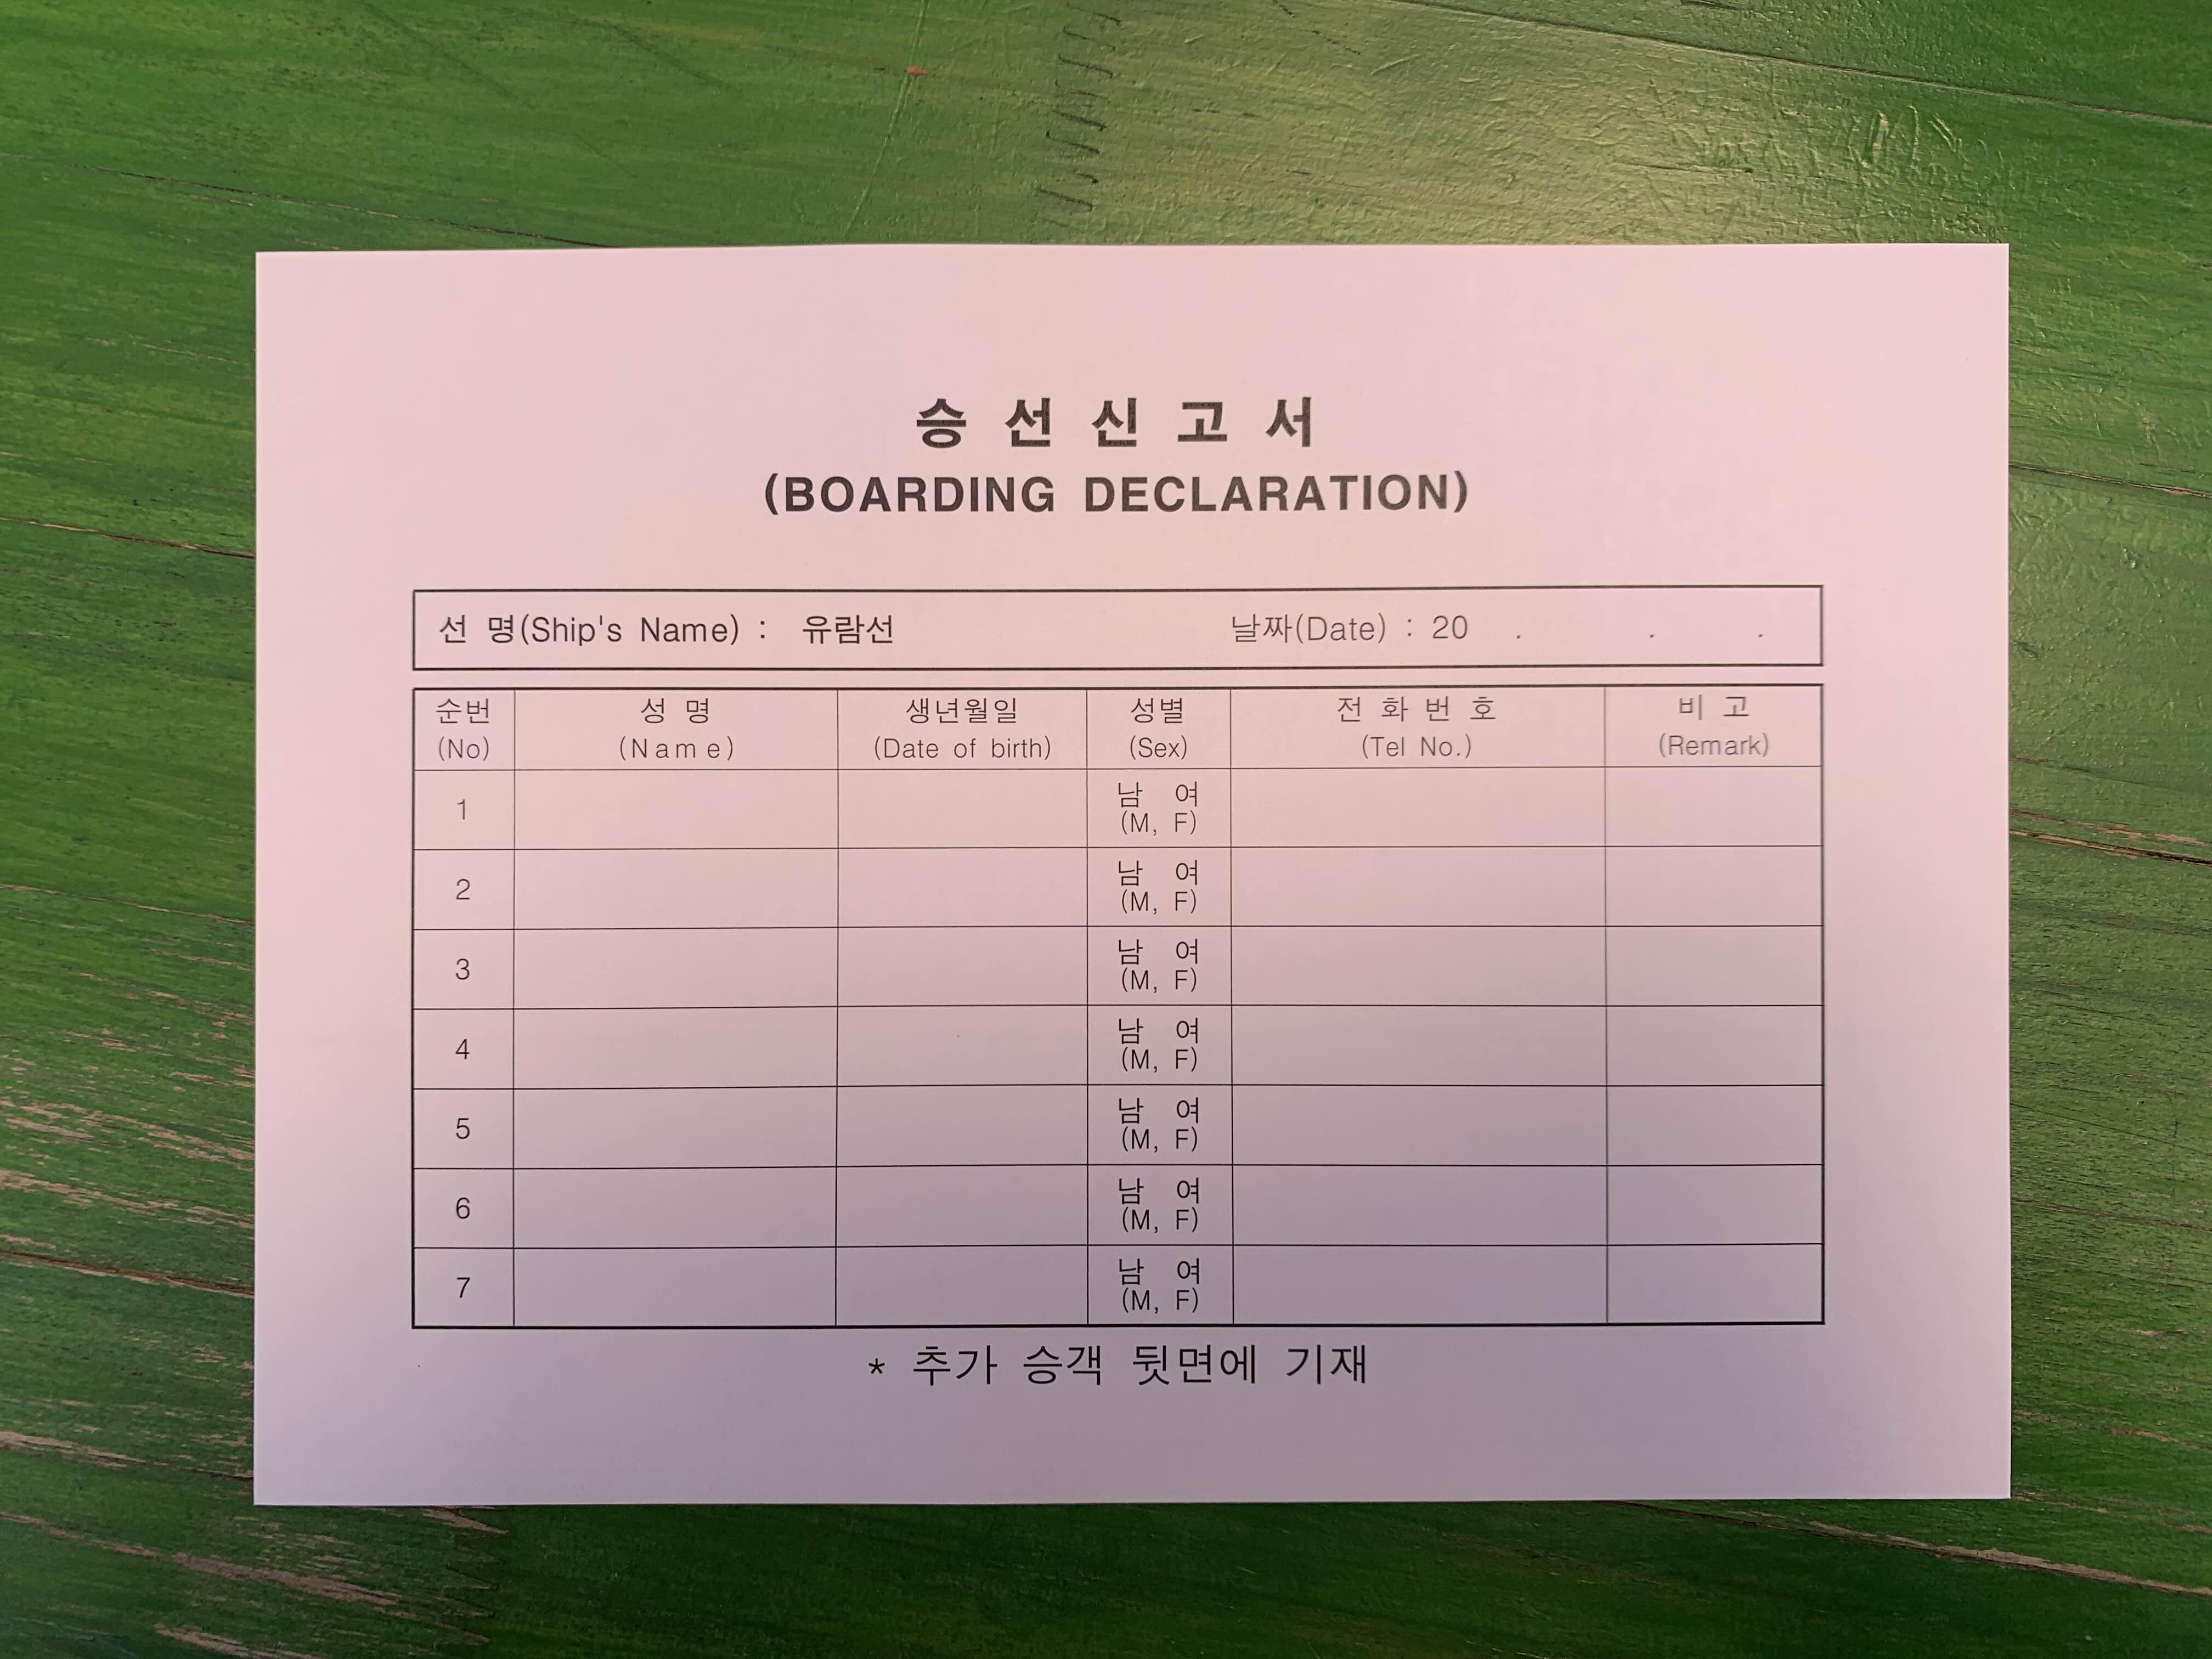 승 선 신 고 서
(BOARDING DECLARATION)
선 명(Ship's Name) : 유람선 날짜(Date) : 20 . . .
순번 성 명 생년월일 성별 전 화 번 호 비 고
(No) (Name) (Date of birth) (Sex) (Tel No.) (Remark)
1 남 여
(M, F)
2 남 여
(M, F)
3 남 여
(M, F)
4 남 여
(M, F)
5 남 여
(M, F)
6 남 여
(M, F)
7 남 여
(M, F)
* 추가 승객 뒷면에 기재